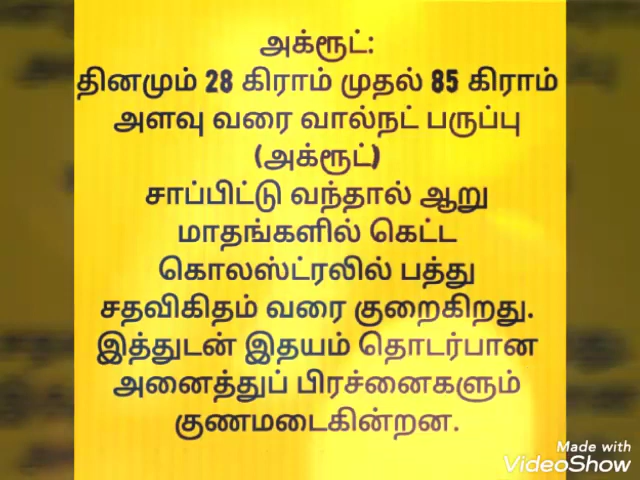 அக்ரூட்:
தினமும் 28 கிராம் முதல் 85 கிராம்
அளவு வரை வால்நட் பருப்பு
(அக்ரூட்)
சாப்பிட்டு வந்தால் ஆறு
மாதங்களில் கெட்ட
கொலஸ்ட்ரலில் பத்து
சதவிகிதம் வரை குறைகிறது.
இத்துடன் இதயம் தொடர்பான
அனைத்துப் பிரச்னைகளும்
குணமடைகின்றன.
Made with
VideoShow